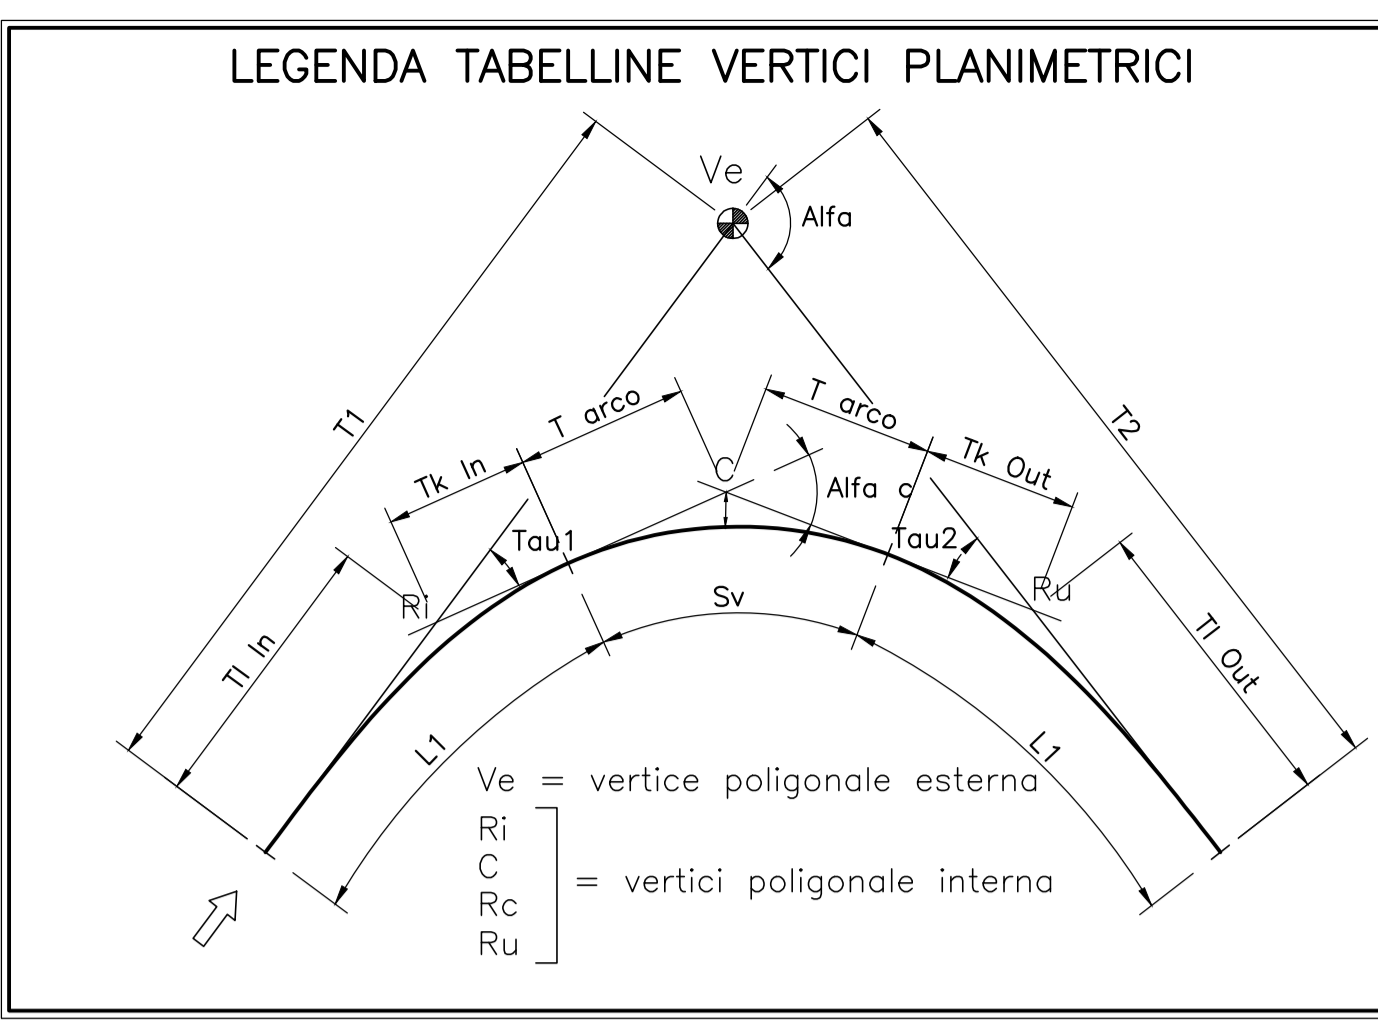 LEGENDA TABELLINE VERTICI PLANIMETRICI
Ve
Alfa
T1
T2
T arco
T arco
Tk In
Tk Out
C
Alfa c
Tau1
Tau2
Ri
Ru
Sv
Tl In
Tl Out
L1
L1
Ve = vertice poligonale esterna
Ri
C
Rc
Ru
= vertici poligonale interna